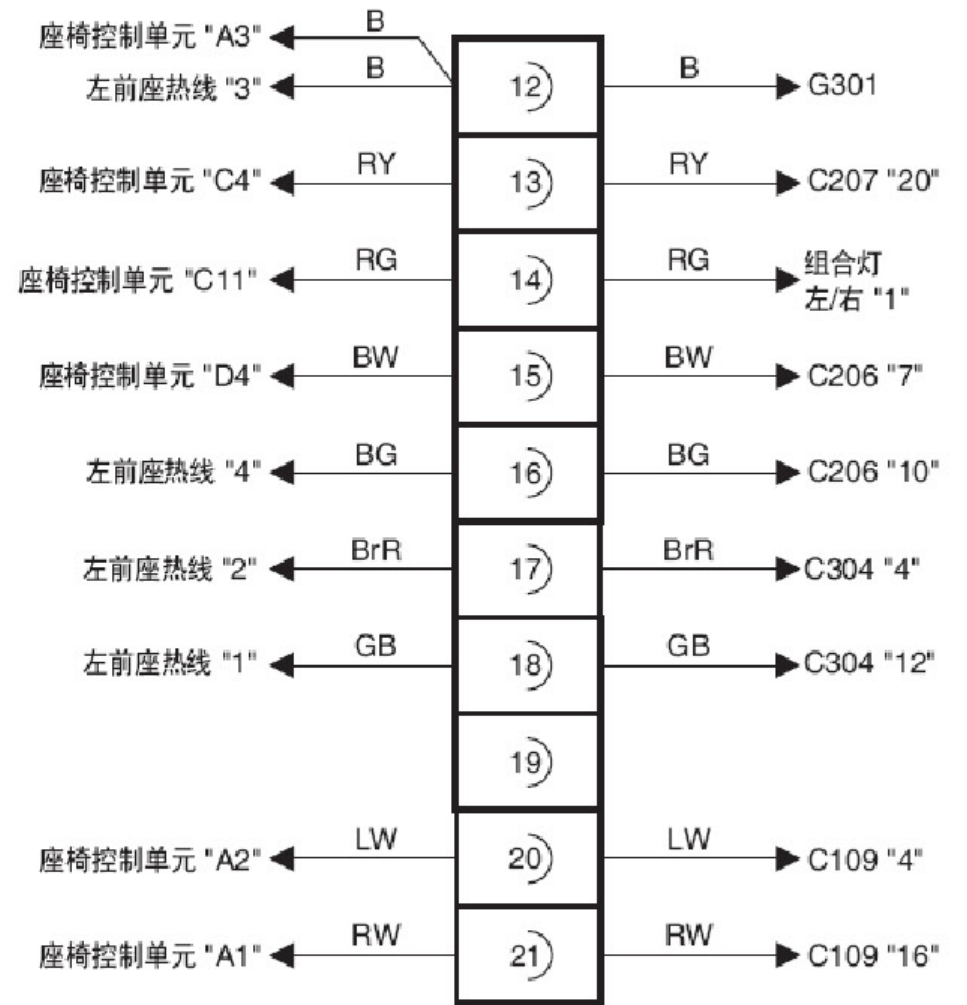 座椅控制单元 "A3" B
左前座热线 "3" B 12 B G301
座椅控制单元 "C4" RY 13 RY C207 "20"
座椅控制单元 "C11" RG 14 RG 组合灯
左/右 "1"
座椅控制单元 "D4" BW 15 BW C206 "7"
左前座热线 "4" BG 16 BG C206 "10"
左前座热线 "2" BrR 17 BrR C304 "4"
左前座热线 "1" GB 18 GB C304 "12"
19
座椅控制单元 "A2" LW 20 LW C109 "4"
座椅控制单元 "A1" RW 21 RW C109 "16"